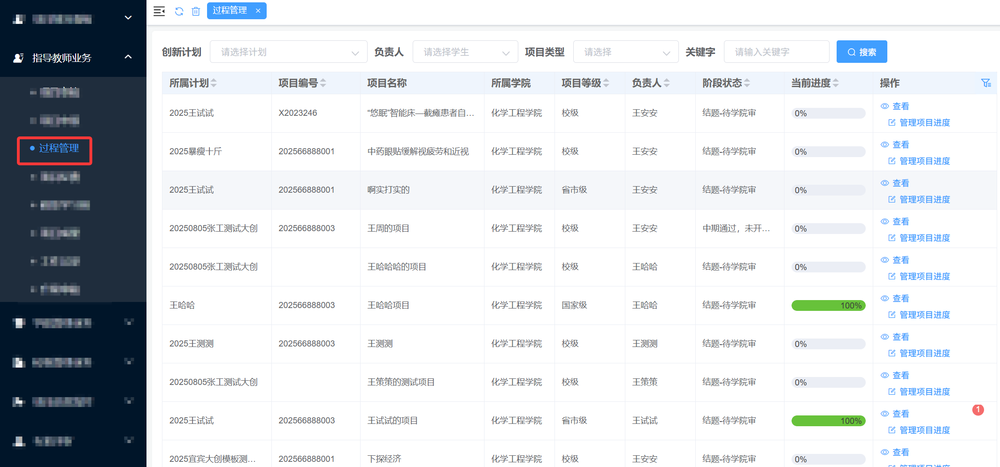 过程管理 ×
指导教师业务
过程管理
创新计划 请选择计划 负责人 请选择学生 项目类型 请选择 关键字 请输入关键字 搜索
所属计划 项目编号 项目名称 所属学院 项目等级 负责人 阶段状态 当前进度 操作
2025王试试 X2023246 “悠眠”智能床—截瘫患者自... 化学工程学院 校级 王安安 结题-待学院审 0% 查看
管理项目进度
2025暴瘦十斤 202566888001 中药眼贴缓解视疲劳和近视 化学工程学院 校级 王安安 结题-待学院审 0% 查看
管理项目进度
2025王试试 202566888001 啊实打实的 化学工程学院 省市级 王安安 结题-待学院审 0% 查看
管理项目进度
20250805张工测试大创 202566888003 王周的项目 化学工程学院 校级 王安安 中期通过，未开... 0% 查看
管理项目进度
20250805张工测试大创 王哈哈哈的项目 化学工程学院 校级 王哈哈 结题-待学院审 0% 查看
管理项目进度
王哈哈 202566888003 王哈哈项目 化学工程学院 国家级 王哈哈 结题-待学院审 100% 查看
管理项目进度
2025王测测 202566888003 王测测 化学工程学院 校级 王测测 结题-待学院审 0% 查看
管理项目进度
20250805张工测试大创 王策策的测试项目 化学工程学院 校级 王策策 结题-待学院审 0% 查看
管理项目进度
2025王试试 202566888003 王试试的项目 化学工程学院 省市级 王试试 结题-待学院审 100% 查看 1
管理项目进度
2025宜宾大创模板测... 202566888001 下探经济 化学工程学院 校级 王安安 结题-待学院审 0% 查看